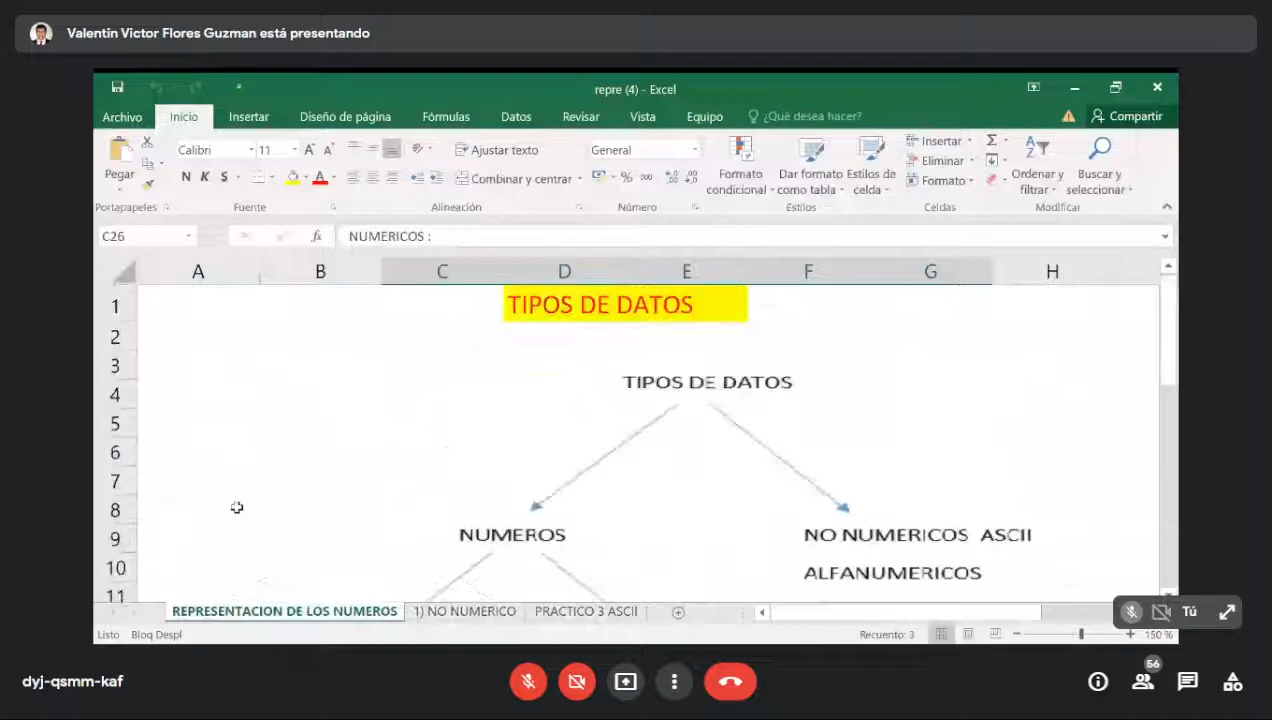 Valentin Victor Flores Guzman está presentando
repre (4) - Excel
Archivo Inicio Insertar Diseño de página Fórmulas Datos Revisar Vista Equipo ¿Qué desea hacer? Compartir
Pegar
Calibri 11
N K S
Ajustar texto
Combinar y centrar
General
% 000
Formato condicional
Dar formato como tabla
Estilos de celda
Insertar
Eliminar
Formato
Ordenar y filtrar
Buscar y seleccionar
Portapapeles Fuente Alineación Número Estilos Celdas Modificar
C26 fx NUMERICOS :
A B C D E F G H
1 TIPOS DE DATOS
2
3
4 TIPOS DE DATOS
5
6
7
8
9 NUMEROS NO NUMERICOS ASCII
10 ALFANUMERICOS
11
REPRESENTACION DE LOS NUMEROS 1) NO NUMERICO PRACTICO 3 ASCII
Tú
Listo Bloq Despl Recuento: 3 150 %
dyj-qsmm-kaf
56